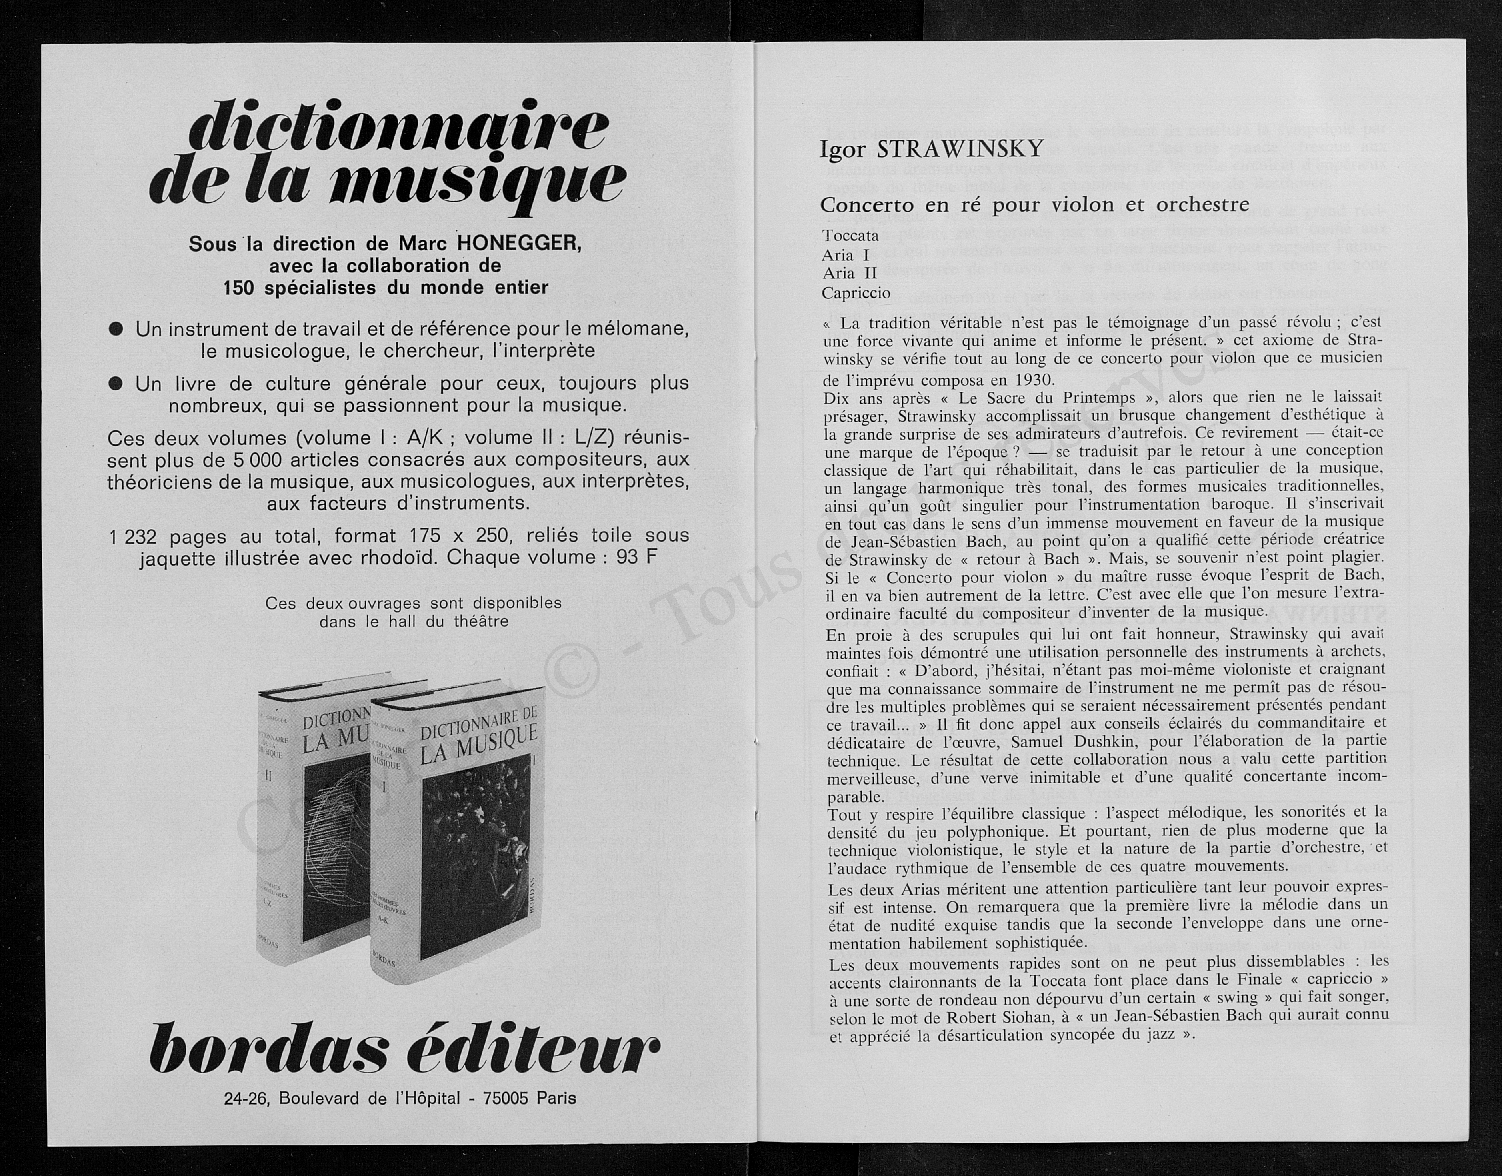 dictionnaire
de la musique
Sous la direction de Marc HONEGGER,
avec la collaboration de
150 spécialistes du monde entier
● Un instrument de travail et de référence pour le mélomane,
le musicologue, le chercheur, l'interprète
● Un livre de culture générale pour ceux, toujours plus
nombreux, qui se passionnent pour la musique.
Ces deux volumes (volume I : A/K ; volume II : L/Z) réunis-
sent plus de 5 000 articles consacrés aux compositeurs, aux
théoriciens de la musique, aux musicologues, aux interprètes,
aux facteurs d'instruments.
1 232 pages au total, format 175 x 250, reliés toile sous
jaquette illustrée avec rhodoïd. Chaque volume : 93 F
Ces deux ouvrages sont disponibles
dans le hall du théâtre
DICTIONN
LA MU
II
DICTIONNAIRE DE
LA MUSIQUE
I
MUSIQUE
I
A-K
BORDAS
BORDAS
bordas éditeur
24-26, Boulevard de l'Hôpital - 75005 Paris
Igor STRAWINSKY
Concerto en ré pour violon et orchestre
Toccata
Aria I
Aria II
Capriccio
« La tradition véritable n'est pas le témoignage d'un passé révolu ; c'est
une force vivante qui anime et informe le présent. » cet axiome de Stra-
winsky se vérifie tout au long de ce concerto pour violon que ce musicien
de l'imprévu composa en 1930.
Dix ans après « Le Sacre du Printemps », alors que rien ne le laissait
présager, Strawinsky accomplissait un brusque changement d'esthétique à
la grande surprise de ses admirateurs d'autrefois. Ce revirement — était-ce
une marque de l'époque ? — se traduisit par le retour à une conception
classique de l'art qui réhabilitait, dans le cas particulier de la musique,
un langage harmonique très tonal, des formes musicales traditionnelles,
ainsi qu'un goût singulier pour l'instrumentation baroque. Il s'inscrivait
en tout cas dans le sens d'un immense mouvement en faveur de la musique
de Jean-Sébastien Bach, au point qu'on a qualifié cette période créatrice
de Strawinsky de « retour à Bach ». Mais, se souvenir n'est point plagier.
Si le « Concerto pour violon » du maître russe évoque l'esprit de Bach,
il en va bien autrement de la lettre. C'est avec elle que l'on mesure l'extra-
ordinaire faculté du compositeur d'inventer de la musique.
En proie à des scrupules qui lui ont fait honneur, Strawinsky qui avait
maintes fois démontré une utilisation personnelle des instruments à archets,
confiait : « D'abord, j'hésitai, n'étant pas moi-même violoniste et craignant
que ma connaissance sommaire de l'instrument ne me permît pas de résou-
dre les multiples problèmes qui se seraient nécessairement présentés pendant
ce travail... » Il fit donc appel aux conseils éclairés du commanditaire et
dédicataire de l'œuvre, Samuel Dushkin, pour l'élaboration de la partie
technique. Le résultat de cette collaboration nous a valu cette partition
merveilleuse, d'une verve inimitable et d'une qualité concertante incom-
parable.
Tout y respire l'équilibre classique : l'aspect mélodique, les sonorités et la
densité du jeu polyphonique. Et pourtant, rien de plus moderne que la
technique violonistique, le style et la nature de la partie d'orchestre, et
l'audace rythmique de l'ensemble de ces quatre mouvements.
Les deux Arias méritent une attention particulière tant leur pouvoir expres-
sif est intense. On remarquera que la première livre la mélodie dans un
état de nudité exquise tandis que la seconde l'enveloppe dans une orne-
mentation habilement sophistiquée.
Les deux mouvements rapides sont on ne peut plus dissemblables : les
accents claironnants de la Toccata font place dans le Finale « capriccio »
à une sorte de rondeau non dépourvu d'un certain « swing » qui fait songer,
selon le mot de Robert Siohan, à « un Jean-Sébastien Bach qui aurait connu
et apprécié la désarticulation syncopée du jazz ».